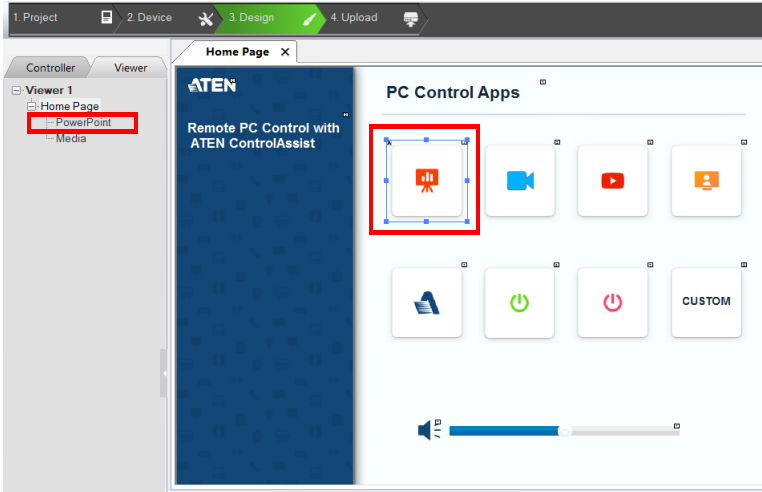 1. Project
2. Device
3. Design
4. Upload
Home Page X
Controller
Viewer
Viewer 1
Home Page
PowerPoint
Media
ATEN
Remote PC Control with
ATEN ControlAssist
PC Control Apps
CUSTOM